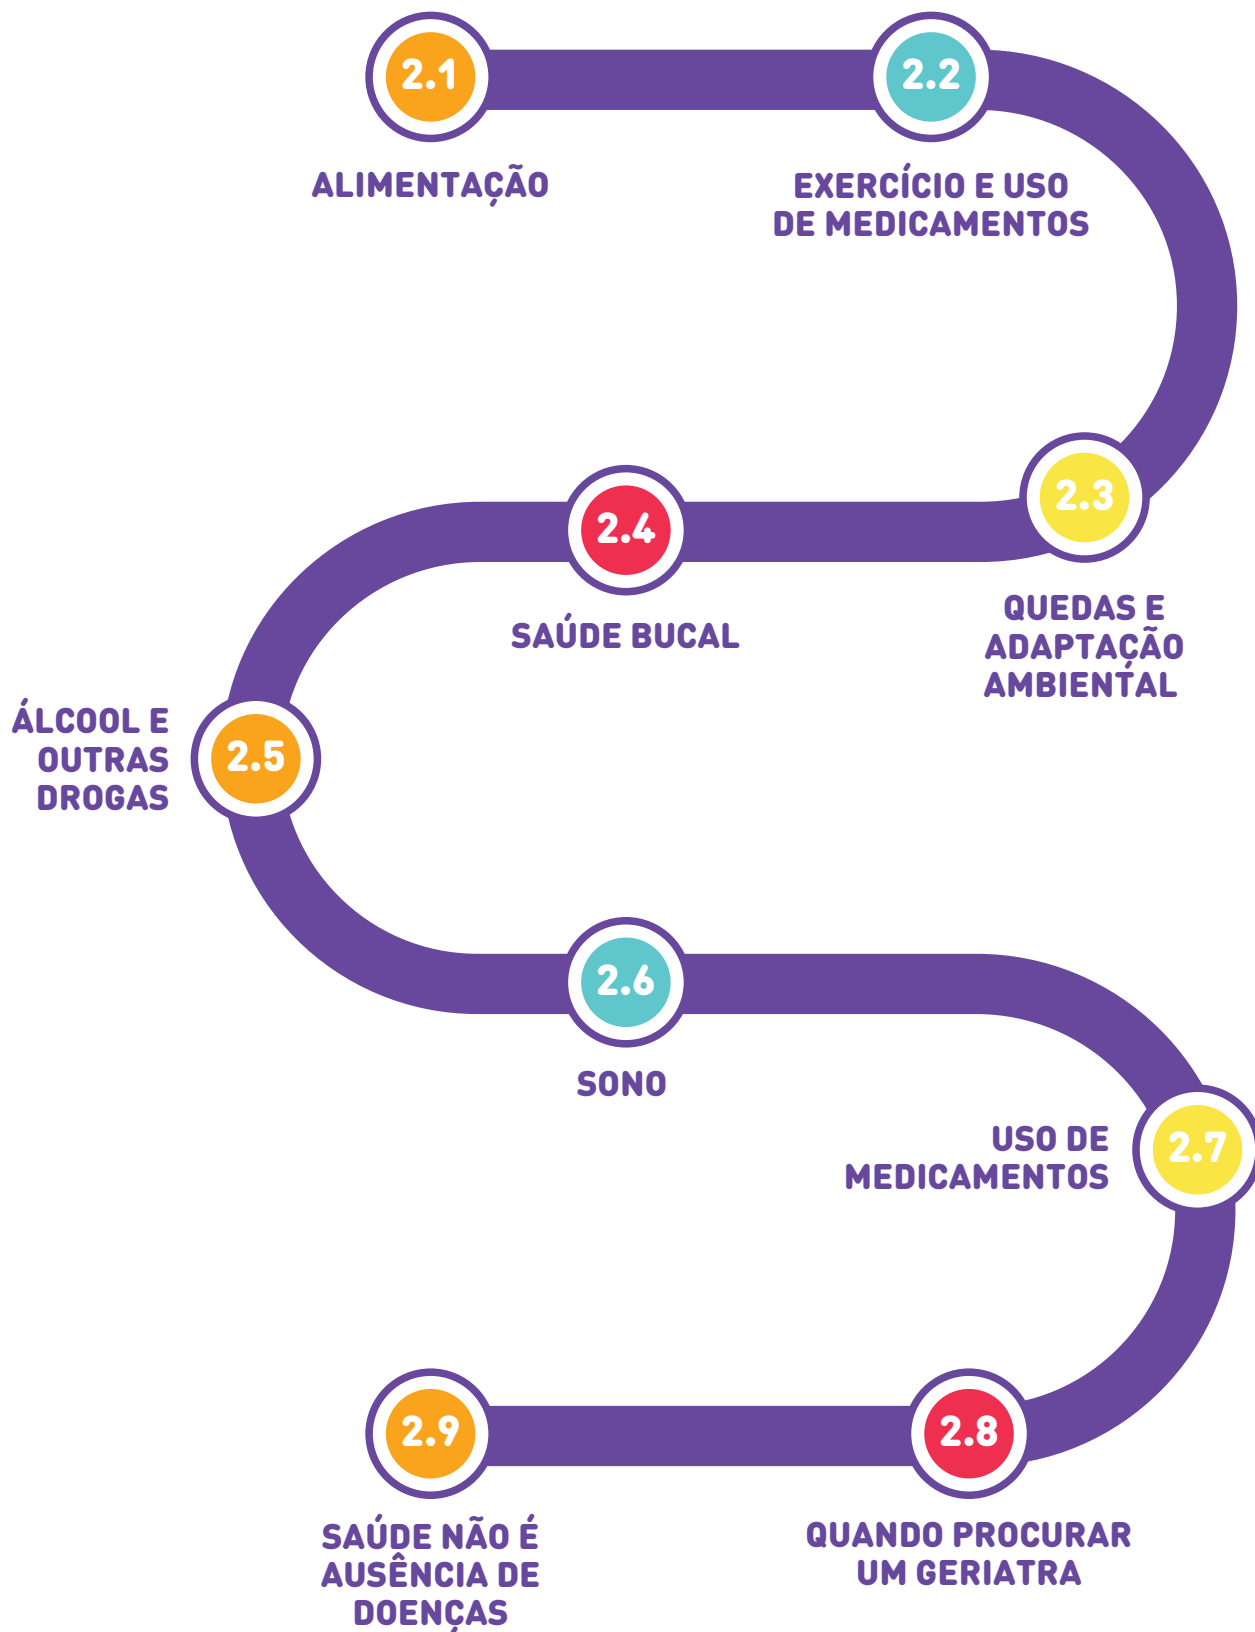 2.1
ALIMENTAÇÃO
2.2
EXERCÍCIO E USO
DE MEDICAMENTOS
2.3
QUEDAS E
ADAPTAÇÃO
AMBIENTAL
2.4
SAÚDE BUCAL
2.5
ÁLCOOL E
OUTRAS
DROGAS
2.6
SONO
2.7
USO DE
MEDICAMENTOS
2.8
QUANDO PROCURAR
UM GERIATRA
2.9
SAÚDE NÃO É
AUSÊNCIA DE
DOENÇAS